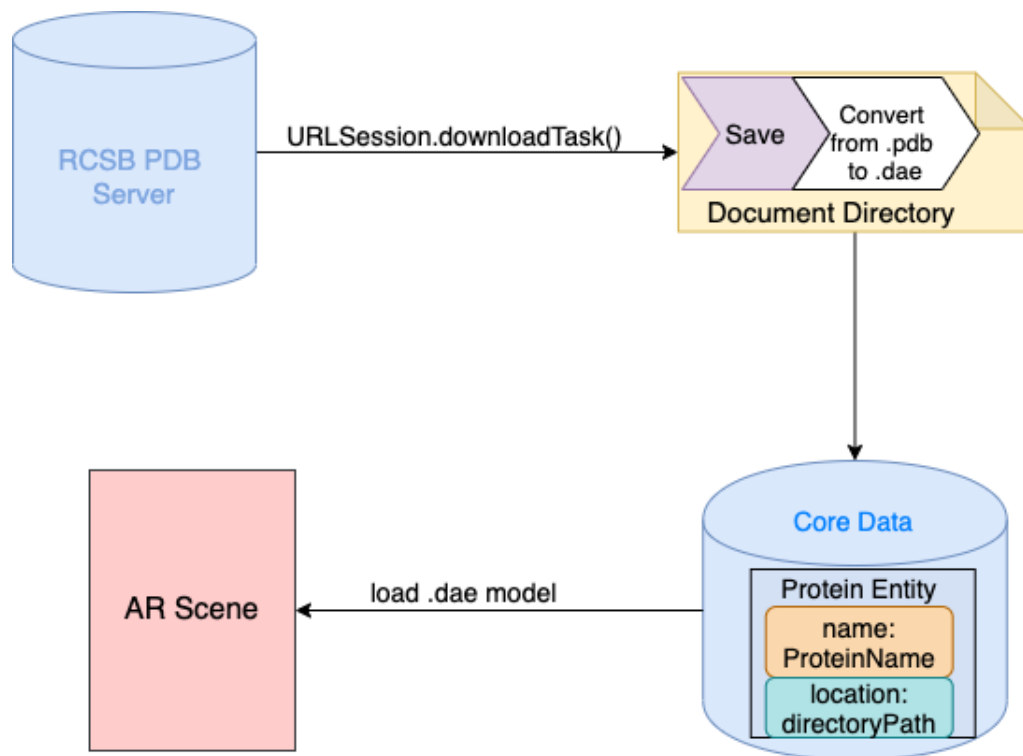 RCSB PDB
Server
URLSession.downloadTask()
Save
Convert
from .pdb
to .dae
Document Directory
Core Data
Protein Entity
name:
ProteinName
location:
directoryPath
load .dae model
AR Scene